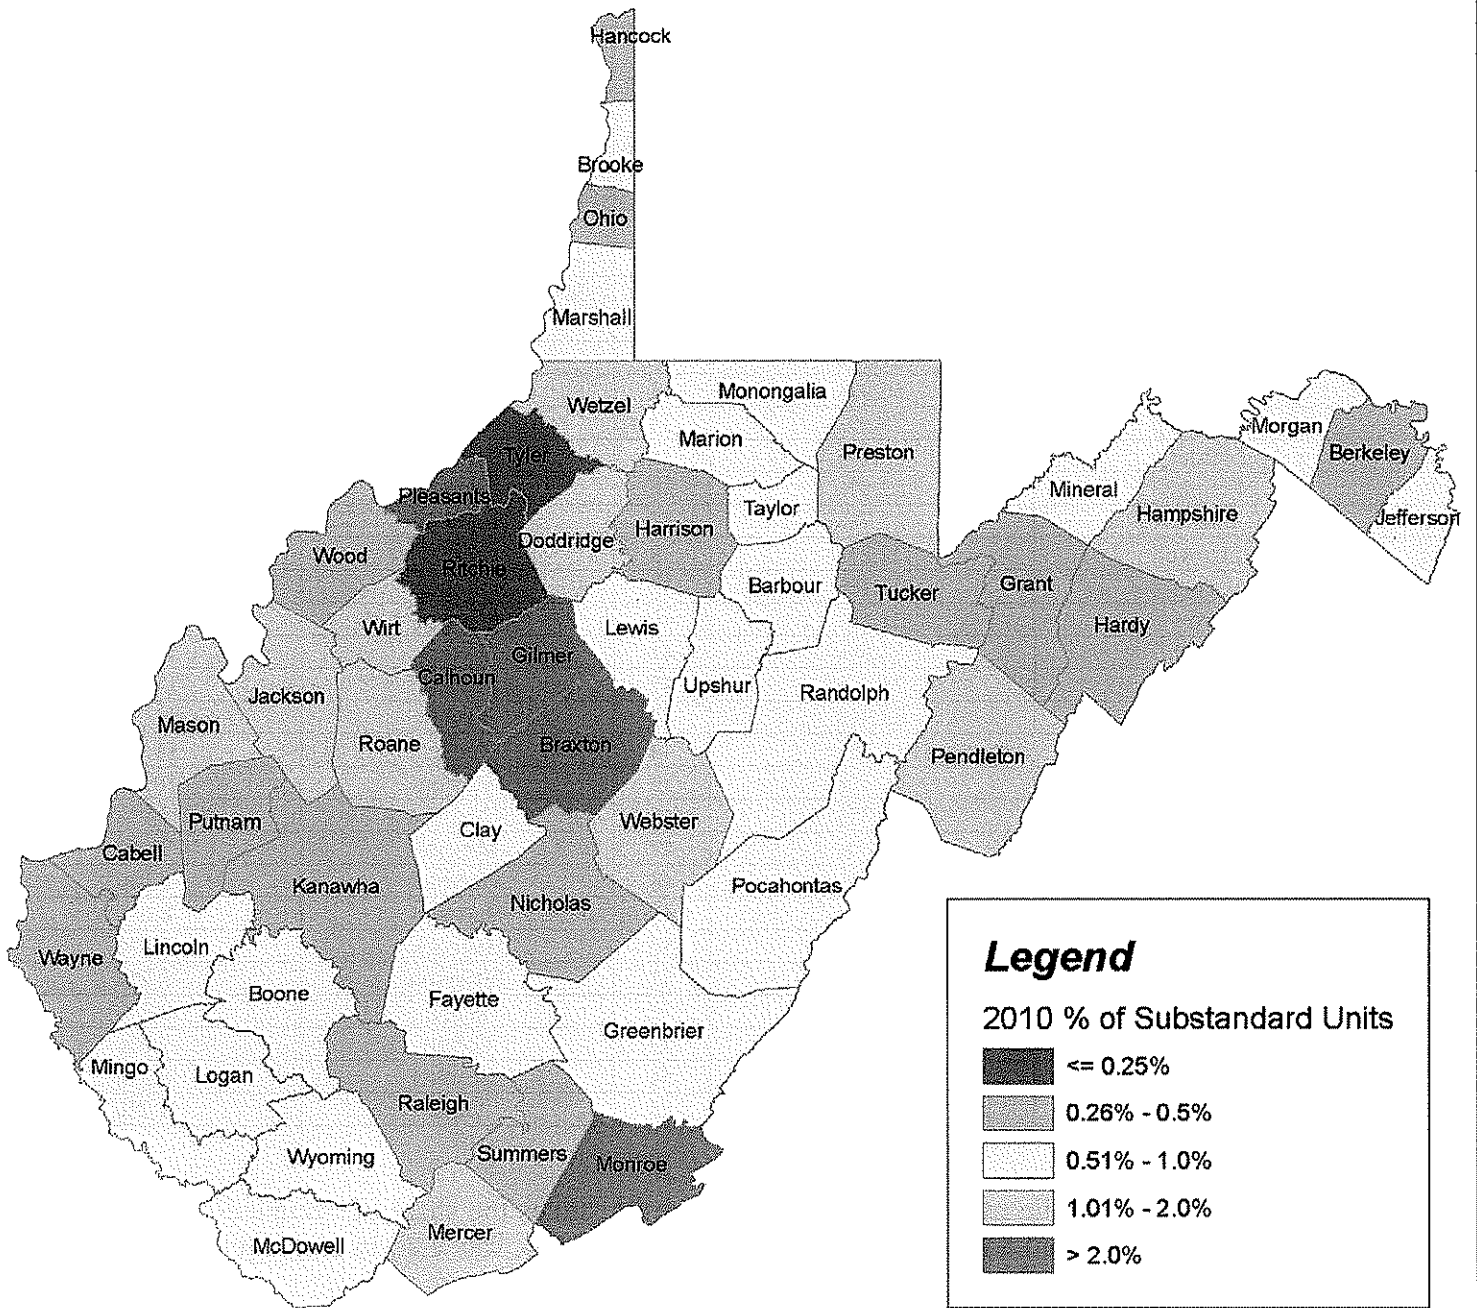 Hancock
Brooke
Ohio
Marshall
Wetzel
Monongalia
Marion
Preston
Tyler
Pleasants
Taylor
Mineral
Morgan
Berkeley
Hampshire
Jefferson
Wood
Ritchie
Doddridge
Harrison
Barbour
Tucker
Grant
Hardy
Wirt
Calhoun
Gilmer
Lewis
Upshur
Randolph
Mason
Jackson
Roane
Braxton
Pendleton
Cabell
Putnam
Clay
Webster
Kanawha
Nicholas
Pocahontas
Wayne
Lincoln
Boone
Fayette
Greenbrier
Mingo
Logan
Raleigh
Summers
Monroe
Wyoming
McDowell
Mercer
Legend
2010 % of Substandard Units
<= 0.25%
0.26% - 0.5%
0.51% - 1.0%
1.01% - 2.0%
> 2.0%